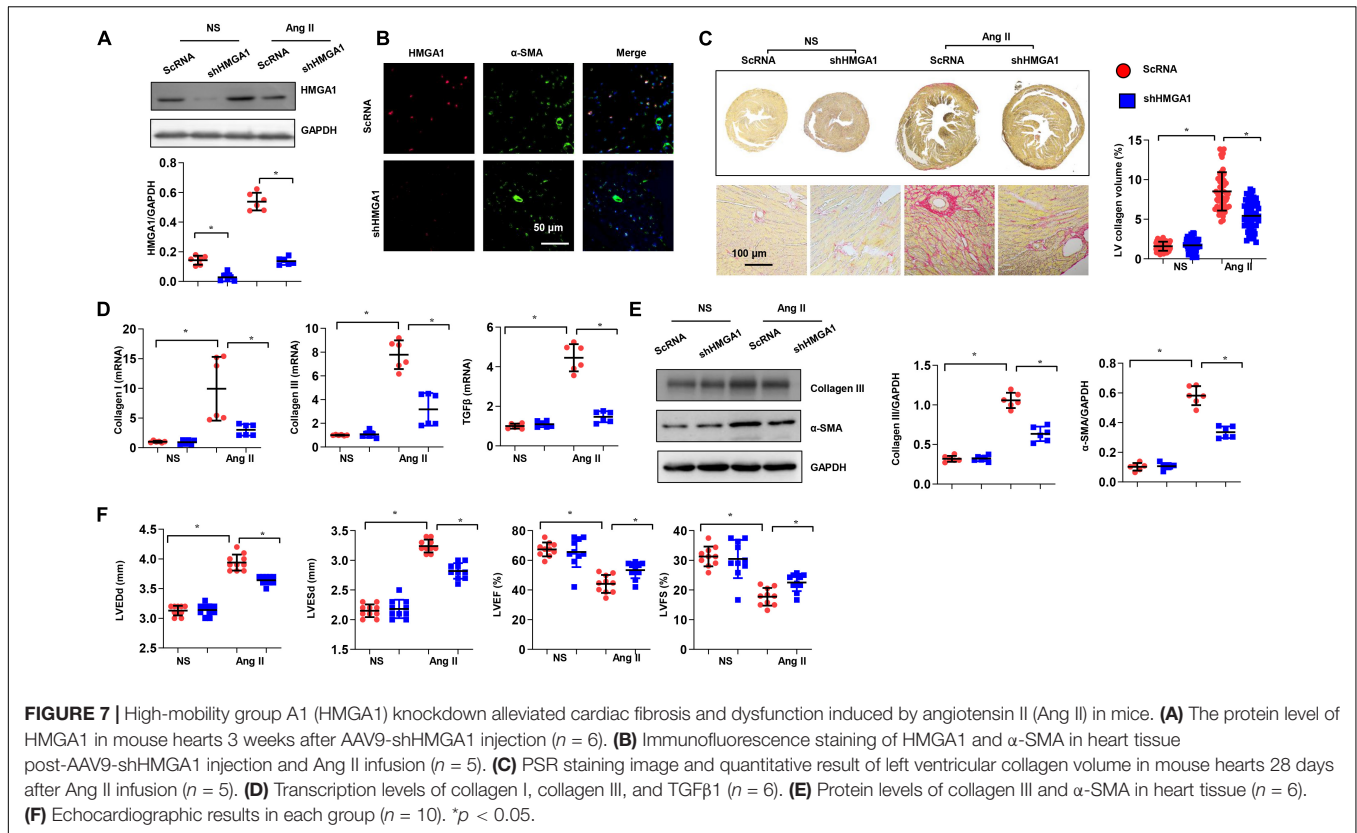 A
NS
Ang II
ScRNA
shHMGA1
ScRNA
shHMGA1
HMGA1
GAPDH
HMGA1/GAPDH
0.8
0.6
0.4
0.2
0.0
*
*
B
HMGA1
α-SMA
Merge
ScRNA
shHMGA1
50 µm
C
NS
Ang II
ScRNA
shHMGA1
ScRNA
shHMGA1
100 µm
ScRNA
shHMGA1
LV collagen volume (%)
15
10
5
0
*
*
NS
Ang II
D
Collagen I (mRNA)
20
15
10
5
0
*
*
NS
Ang II
Collagen III (mRNA)
10
8
6
4
2
0
*
*
NS
Ang II
TGFβ (mRNA)
6
4
2
0
*
*
NS
Ang II
E
NS
Ang II
ScRNA
shHMGA1
ScRNA
shHMGA1
Collagen III
α-SMA
GAPDH
Collagen III/GAPDH
1.5
1.0
0.5
0.0
*
*
NS
Ang II
α-SMA/GAPDH
0.8
0.6
0.4
0.2
0.0
*
*
NS
Ang II
F
LVEDd (mm)
4.5
4.0
3.5
3.0
2.5
*
*
NS
Ang II
LVESd (mm)
3.5
3.0
2.5
2.0
1.5
*
*
NS
Ang II
LVEF (%)
80
60
40
20
0
*
*
NS
Ang II
LVFS (%)
40
30
20
10
0
*
*
NS
Ang II
FIGURE 7 | High-mobility group A1 (HMGA1) knockdown alleviated cardiac fibrosis and dysfunction induced by angiotensin II (Ang II) in mice. (A) The protein level of
HMGA1 in mouse hearts 3 weeks after AAV9-shHMGA1 injection (n = 6). (B) Immunofluorescence staining of HMGA1 and α-SMA in heart tissue
post-AAV9-shHMGA1 injection and Ang II infusion (n = 5). (C) PSR staining image and quantitative result of left ventricular collagen volume in mouse hearts 28 days
after Ang II infusion (n = 5). (D) Transcription levels of collagen I, collagen III, and TGFβ1 (n = 6). (E) Protein levels of collagen III and α-SMA in heart tissue (n = 6).
(F) Echocardiographic results in each group (n = 10). *p < 0.05.